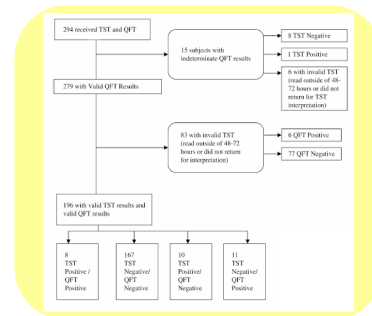 294 received TST and QFT
15 subjects with
indeterminate QFT results
8 TST Negative
1 TST Positive
6 with invalid TST
(read outside of 48-
72 hours or did not
return for TST
interpretation)
279 with Valid QFT Results
83 with invalid TST
(read outside of 48-72
hours or did not return
for interpretation)
6 QFT Positive
77 QFT Negative
196 with valid TST results and
valid QFT results
8
TST
Positive /
QFT
Positive
167
TST
Negative/
QFT
Negative
10
TST
Positive/
QFT
Negative
11
TST
Negative/
QFT
Positive